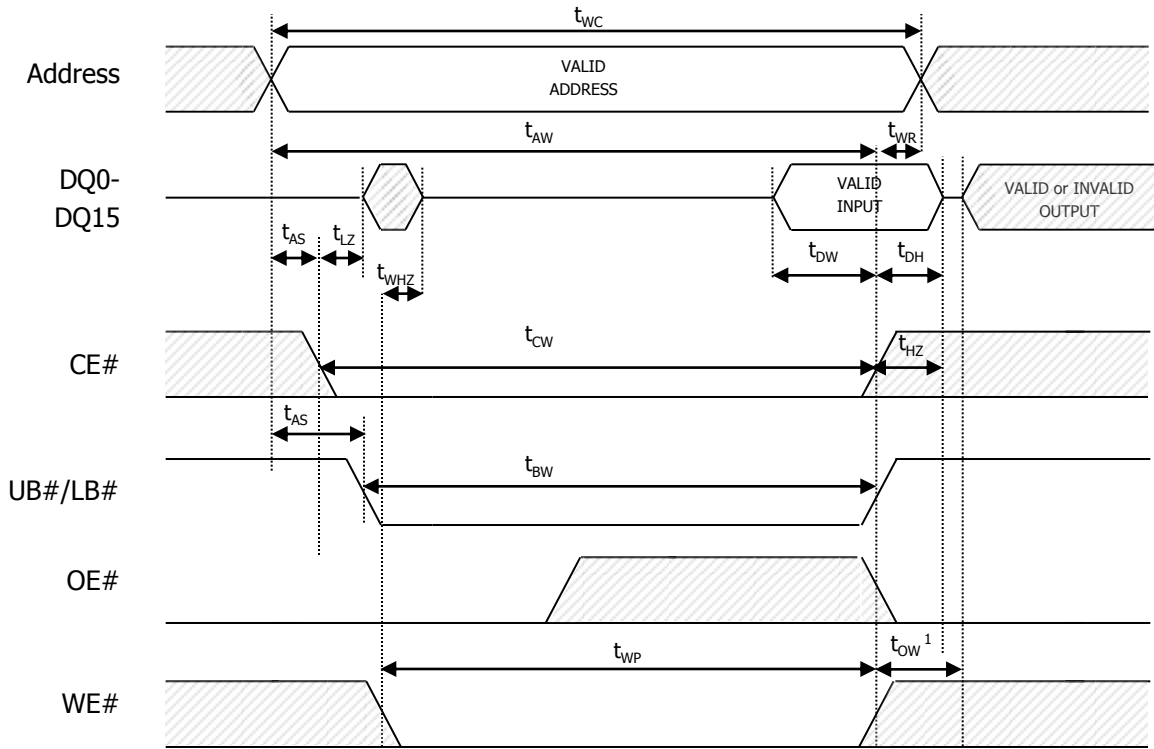 tWC
Address
VALID
ADDRESS
tAW
tWR
DQ0-
DQ15
VALID
INPUT
VALID or INVALID
OUTPUT
tAS
tLZ
tDW
tDH
tWHZ
CE#
tCW
tHZ
tAS
UB#/LB#
tBW
OE#
tWP
tOW 1
WE#